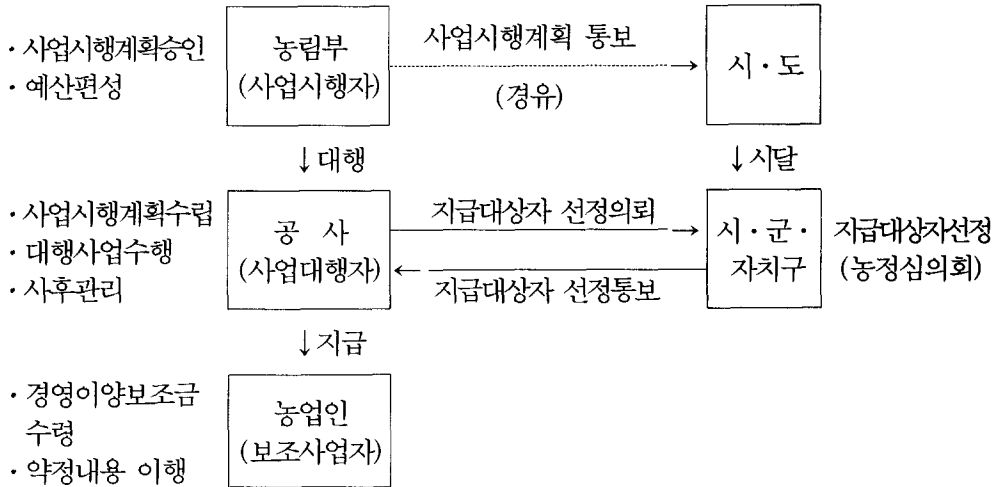 · 사업시행계획승인
· 예산편성
농림부
(사업시행자)
사업시행계획 통보
(경유)
시 · 도
↓ 대행
↓ 시달
· 사업시행계획수립
· 대행사업수행
· 사후관리
공 사
(사업대행자)
지급대상자 선정의뢰
지급대상자 선정통보
시 · 군 ·
자치구
지급대상자선정
(농정심의회)
↓ 지급
· 경영이양보조금
수령
· 약정내용 이행
농업인
(보조사업자)